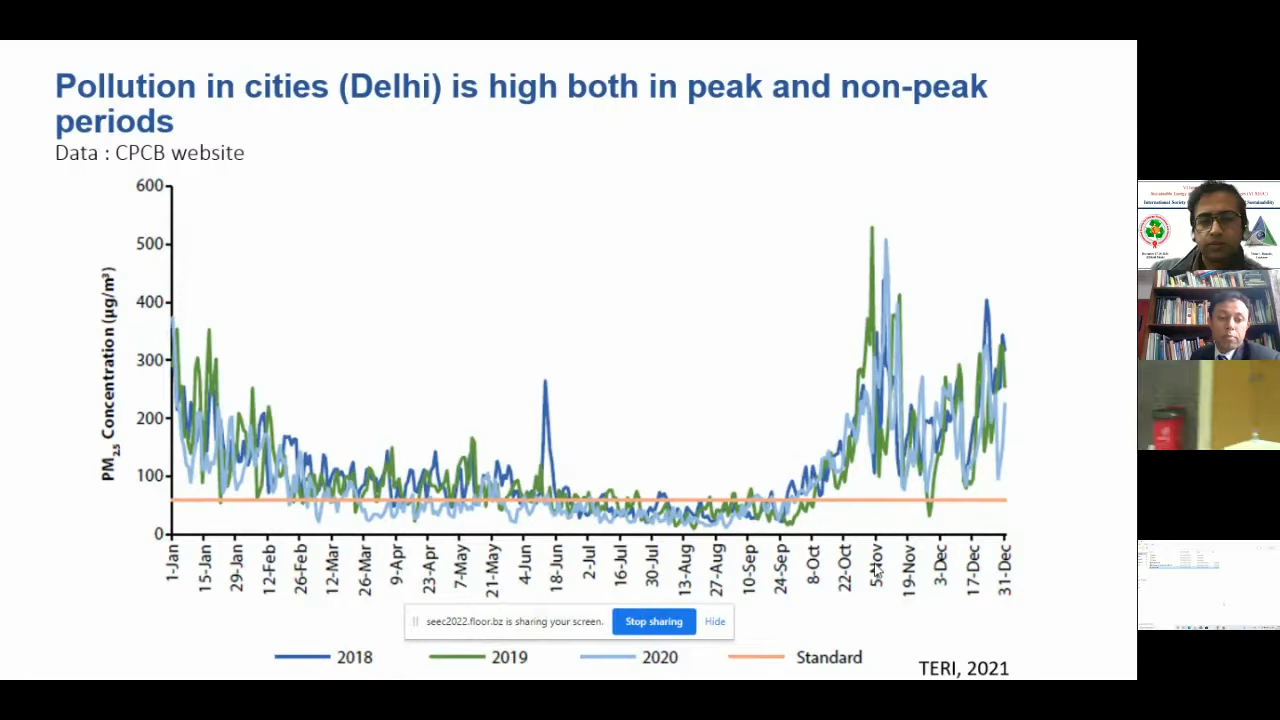 Pollution in cities (Delhi) is high both in peak and non-peak
periods
Data : CPCB website
PM2.5 Concentration (µg/m³)
600
500
400
300
200
100
0
1-Jan
15-Jan
29-Jan
12-Feb
26-Feb
12-Mar
26-Mar
9-Apr
23-Apr
7-May
21-May
4-Jun
18-Jun
2-Jul
16-Jul
30-Jul
13-Aug
27-Aug
10-Sep
24-Sep
8-Oct
22-Oct
5-Nov
19-Nov
3-Dec
17-Dec
31-Dec
seec2022.floor.bz is sharing your screen.
Stop sharing
Hide
2018
2019
2020
Standard
TERI, 2021
Sustainable Energy
International Society
Sustainability